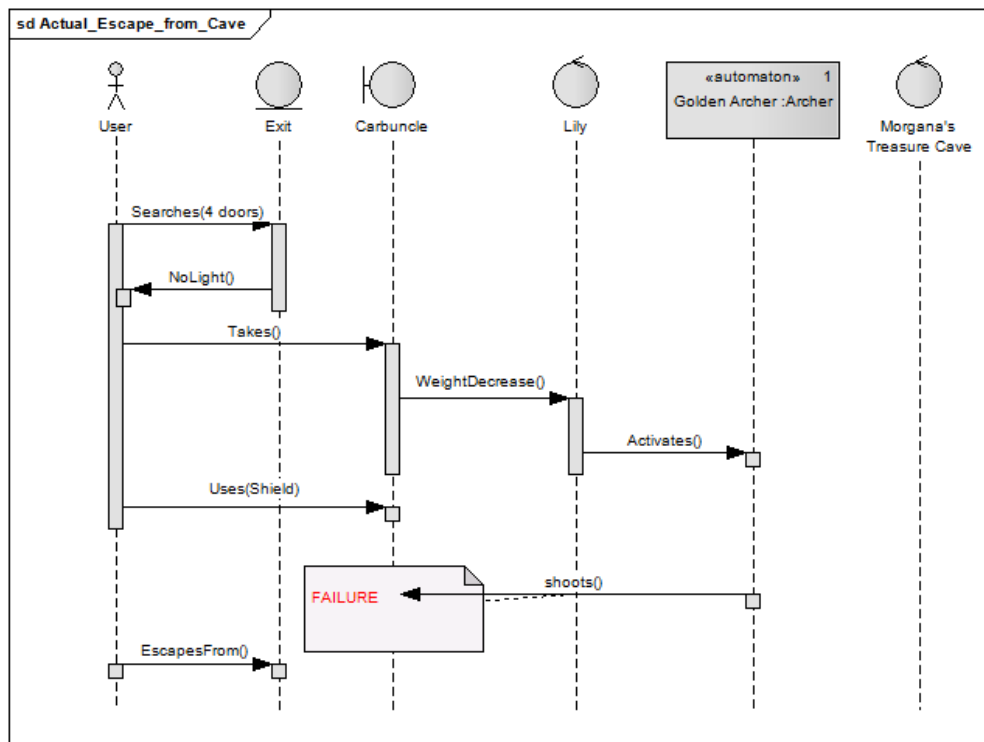 sd Actual_Escape_from_Cave
«automaton» 1
Golden Archer :Archer
User
Exit
Carbuncle
Lily
Morgana's
Treasure Cave
Searches(4 doors)
NoLight()
Takes()
WeightDecrease()
Activates()
Uses(Shield)
shoots()
FAILURE
EscapesFrom()